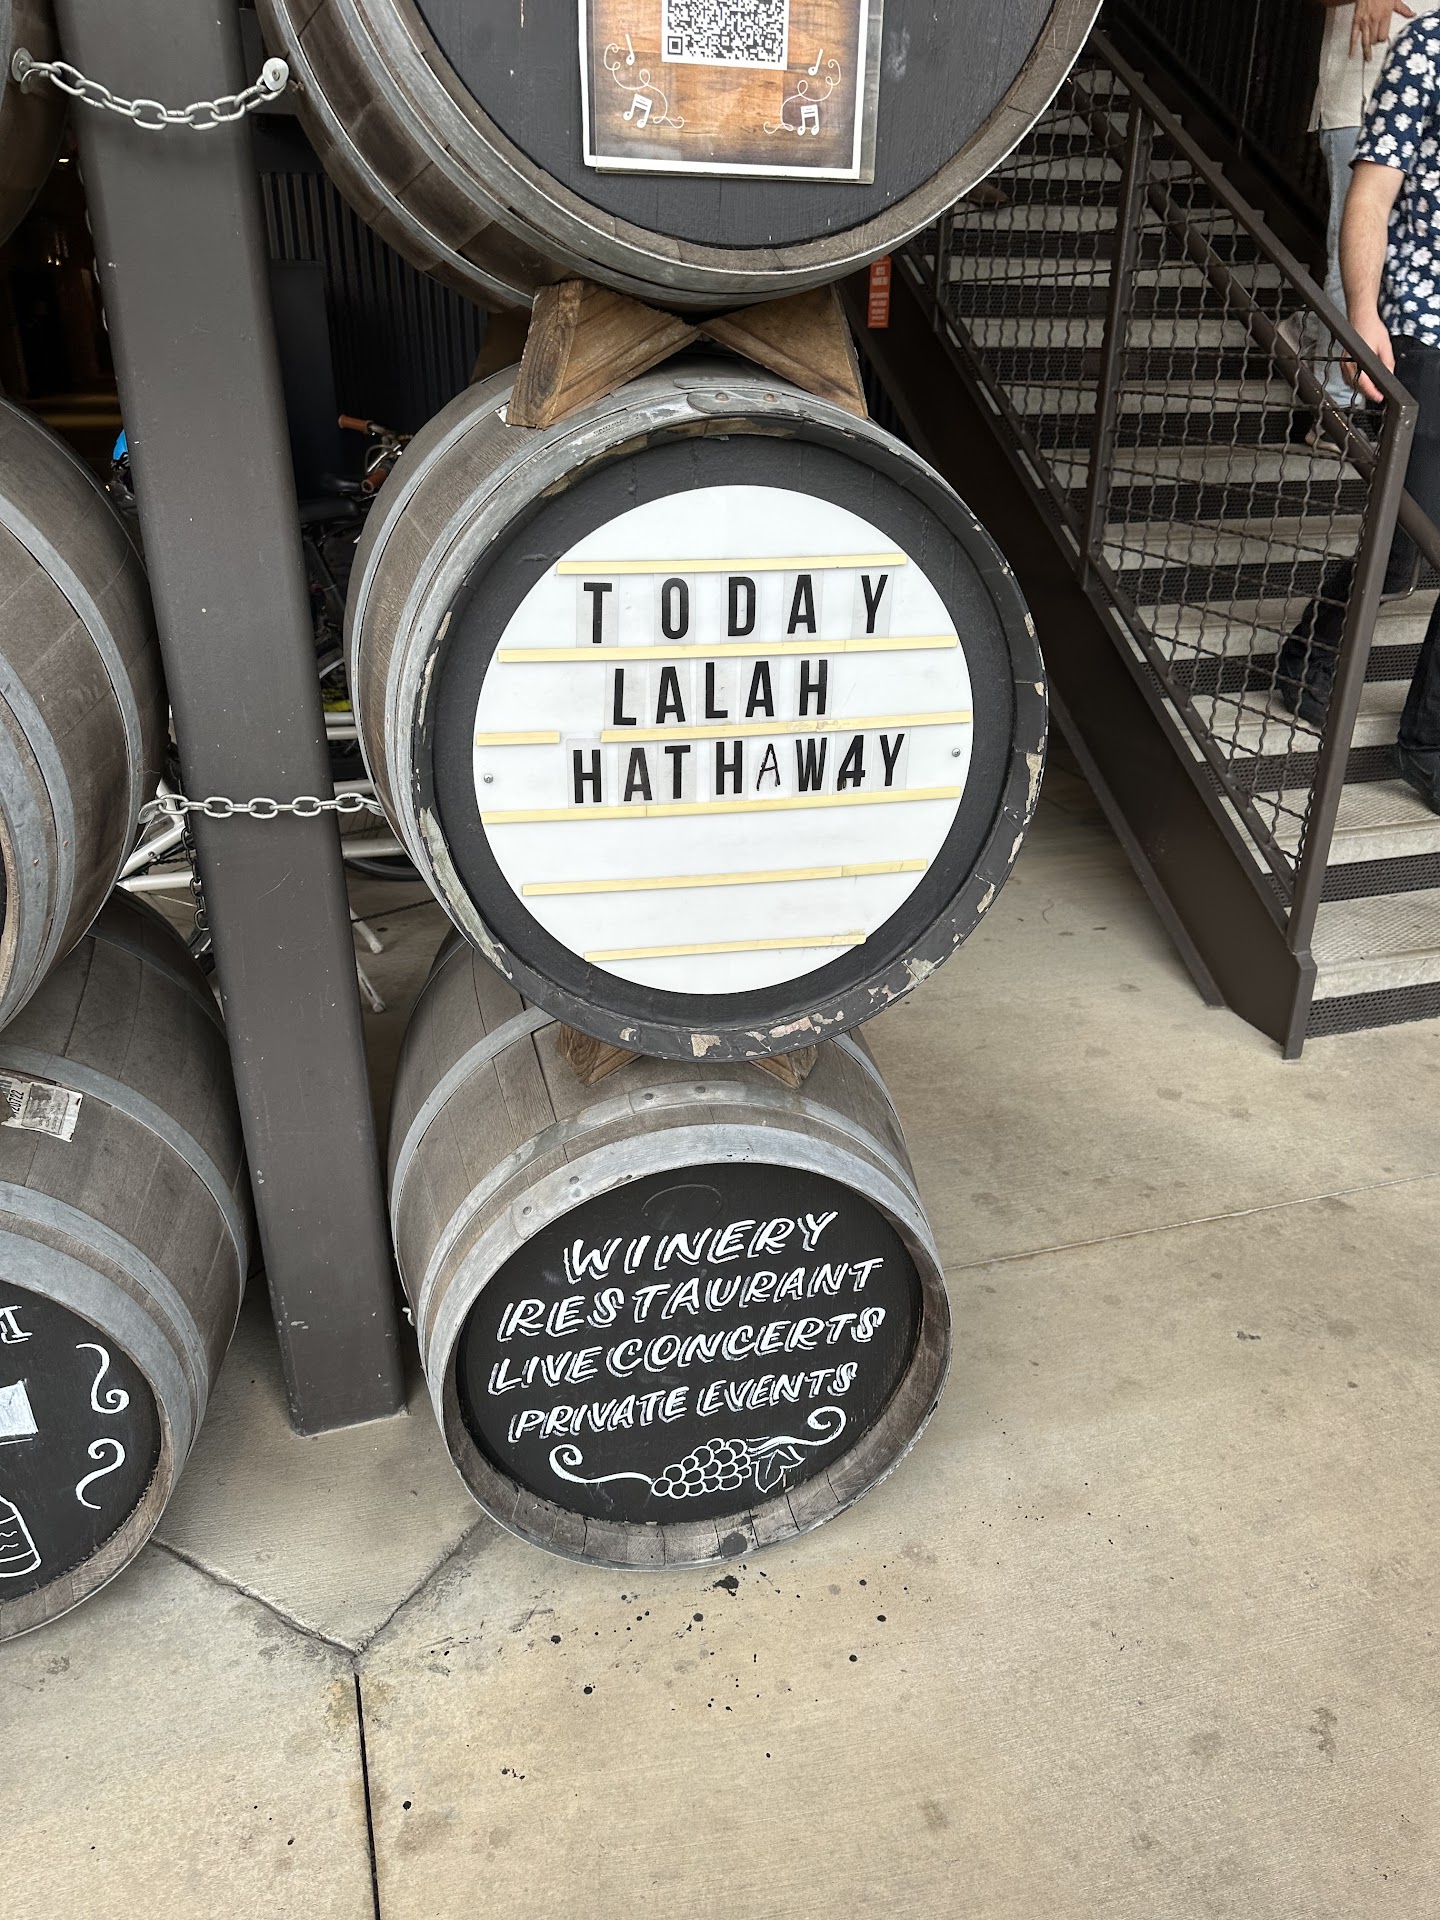 TODAY
LALAH
HATHAWAY
WINERY
RESTAURANT
LIVE CONCERTS
PRIVATE EVENTS